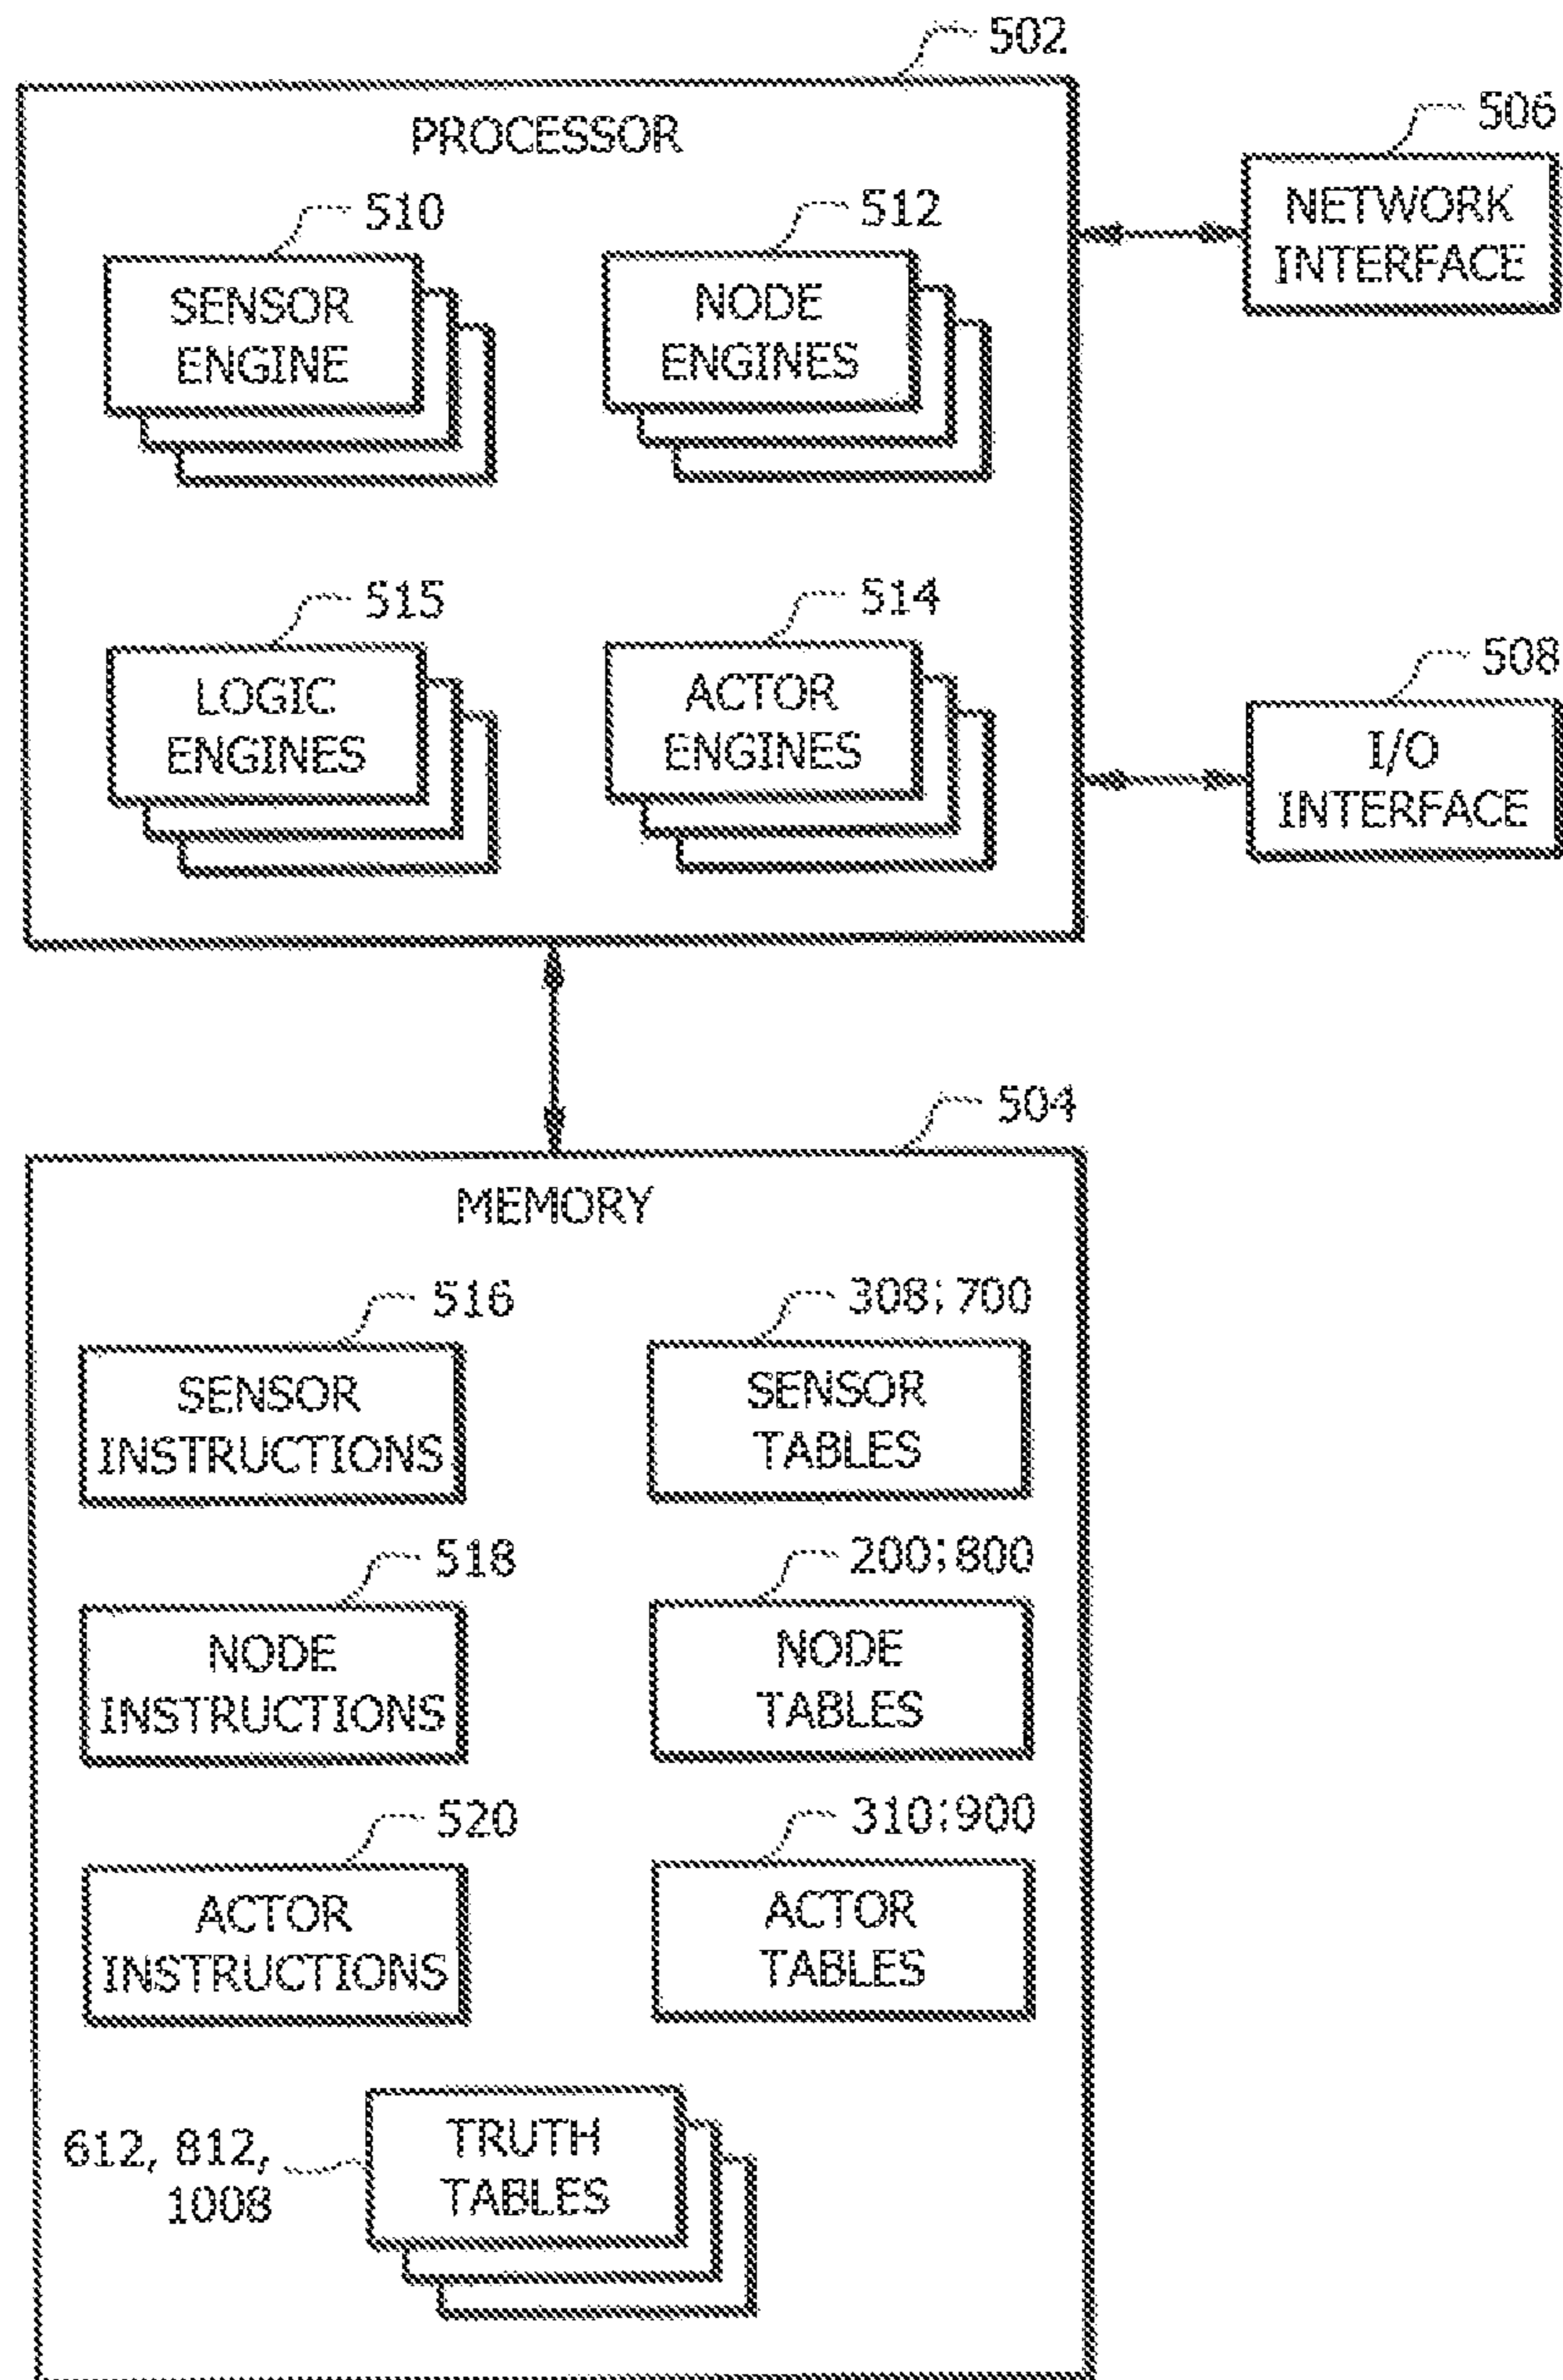 502
PROCESSOR
506
NETWORK
INTERFACE
510
SENSOR
ENGINE
512
NODE
ENGINES
515
LOGIC
ENGINES
514
ACTOR
ENGINES
508
I/O
INTERFACE
504
MEMORY
516
SENSOR
INSTRUCTIONS
308;700
SENSOR
TABLES
518
NODE
INSTRUCTIONS
200;800
NODE
TABLES
520
ACTOR
INSTRUCTIONS
310;900
ACTOR
TABLES
612, 812,
1008
TRUTH
TABLES